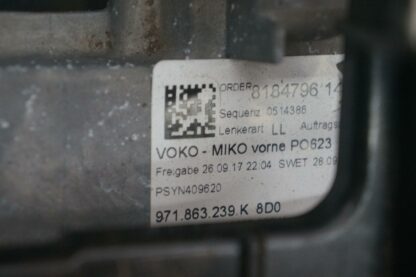 ORDER 8184796 14
Sequenz 0514386
Lenkerart LL Auftrags
VOKO - MIKO vorne PO623
Freigabe 26.09.17 22:04 SWET 28.09
PSYN409620
971.863.239.K 8D0